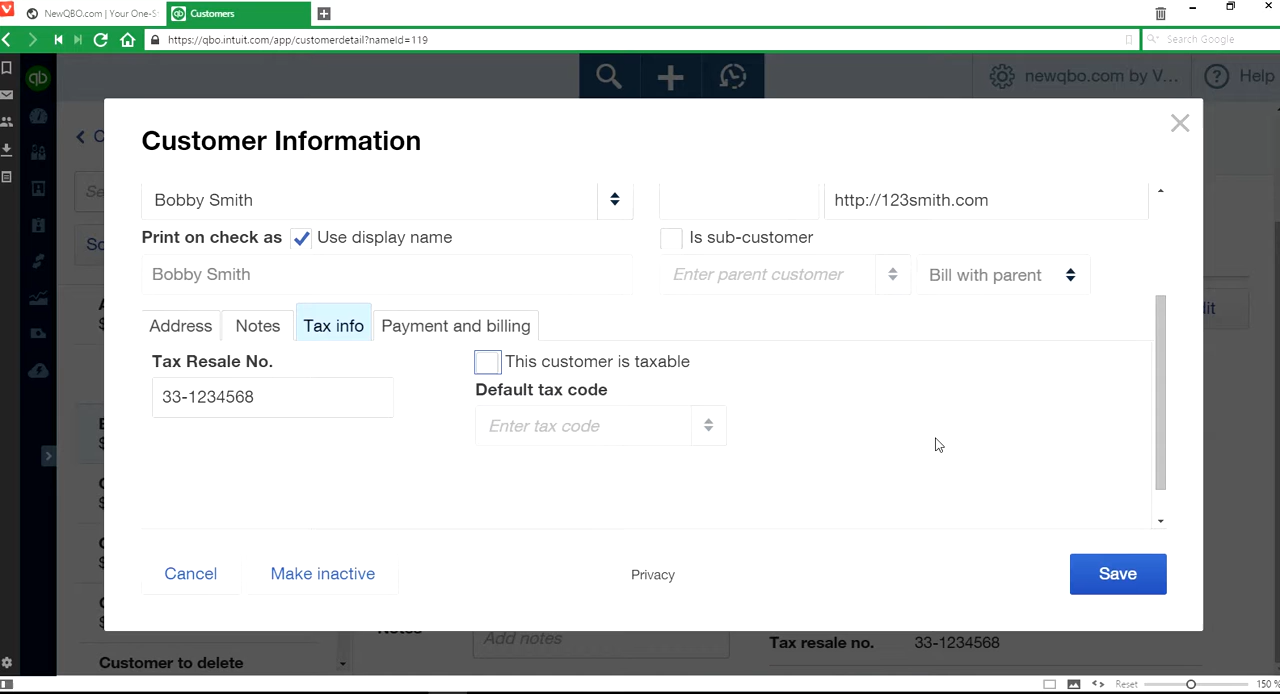 NewQBO.com | Your One-S
Customers
https://qbo.intuit.com/app/customerdetail?nameId=119
Search Google
qb
newqbo.com by V...
? Help
Customer Information
Bobby Smith
http://123smith.com
Print on check as Use display name
Is sub-customer
Bobby Smith
Enter parent customer
Bill with parent
Address Notes Tax info Payment and billing
Tax Resale No.
This customer is taxable
33-1234568
Default tax code
Enter tax code
Cancel
Make inactive
Privacy
Save
Notes
Add notes
Tax resale no. 33-1234568
Customer to delete
Reset
150 %